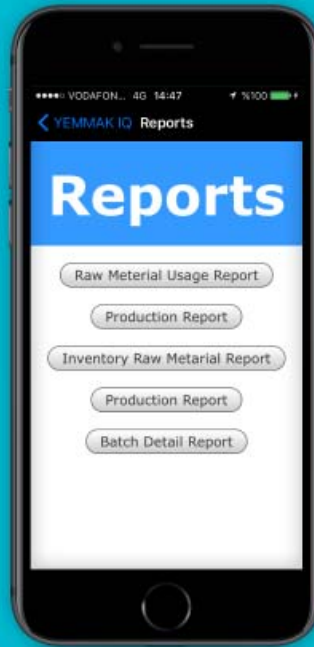 VODAFON... 4G 14:47 %100
YEMMAK IQ Reports
Reports
Raw Meterial Usage Report
Production Report
Inventory Raw Metarial Report
Production Report
Batch Detail Report